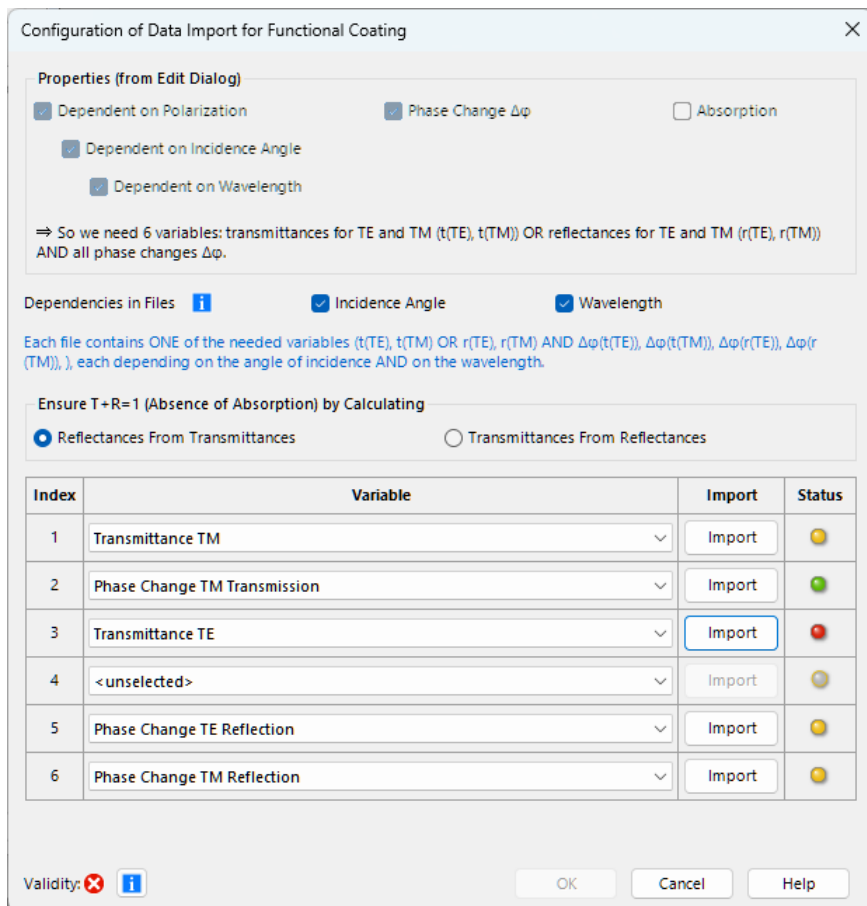 Configuration of Data Import for Functional Coating
Properties (from Edit Dialog)
Dependent on Polarization
Phase Change Δφ
Absorption
Dependent on Incidence Angle
Dependent on Wavelength
⇒ So we need 6 variables: transmittances for TE and TM (t(TE), t(TM)) OR reflectances for TE and TM (r(TE), r(TM))
AND all phase changes Δφ.
Dependencies in Files
Incidence Angle
Wavelength
Each file contains ONE of the needed variables (t(TE), t(TM) OR r(TE), r(TM) AND Δφ(t(TE)), Δφ(t(TM)), Δφ(r(TE)), Δφ(r
(TM)), ), each depending on the angle of incidence AND on the wavelength.
Ensure T+R=1 (Absence of Absorption) by Calculating
Reflectances From Transmittances
Transmittances From Reflectances
Index Variable Import Status
1 Transmittance TM Import
2 Phase Change TM Transmission Import
3 Transmittance TE Import
4 <unselected> Import
5 Phase Change TE Reflection Import
6 Phase Change TM Reflection Import
Validity:
OK
Cancel
Help